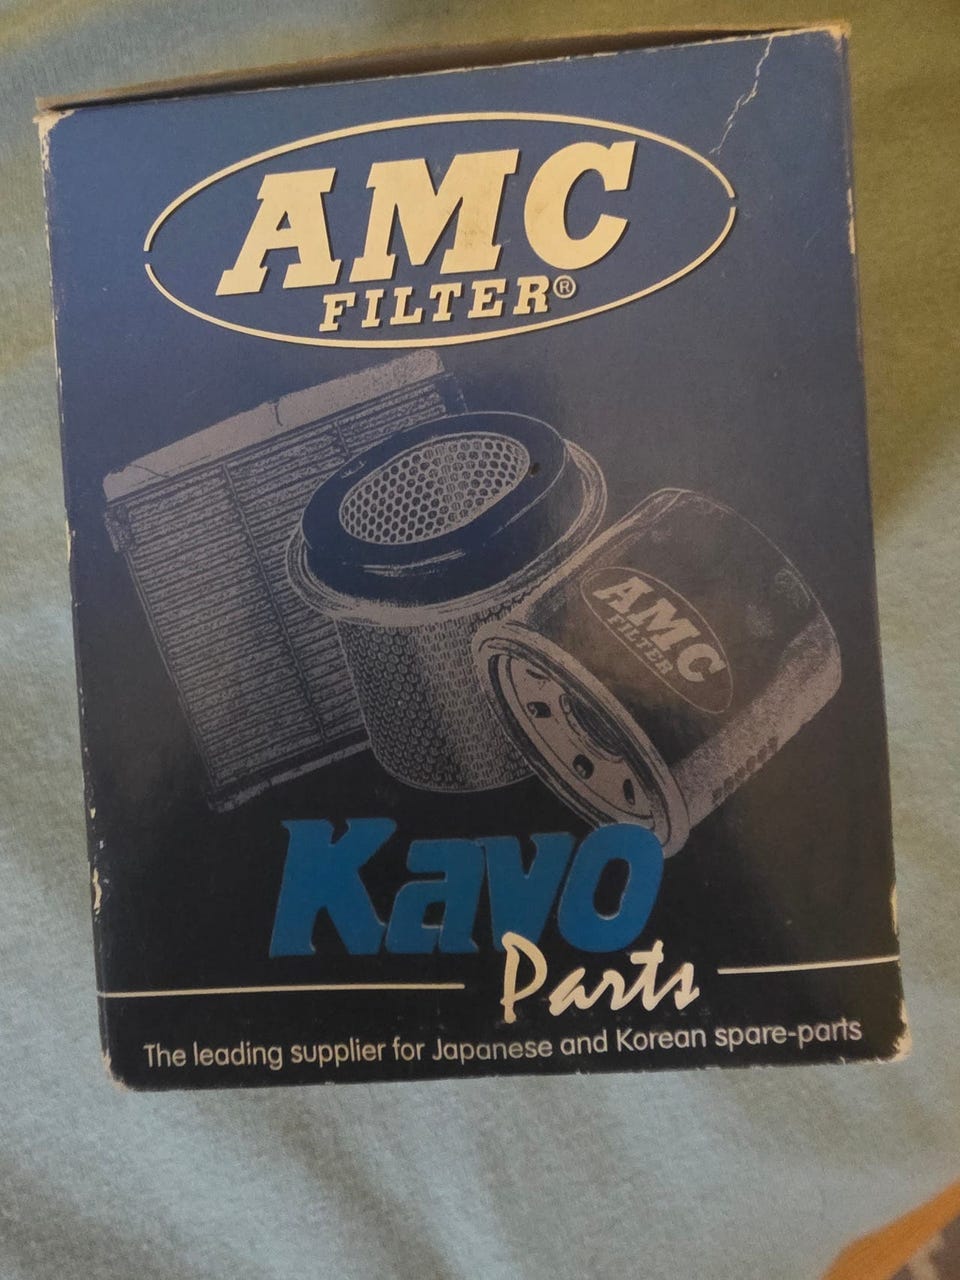 AMC
FILTER®
AMC
FILTER
Kavo
Parts
The leading supplier for Japanese and Korean spare-parts